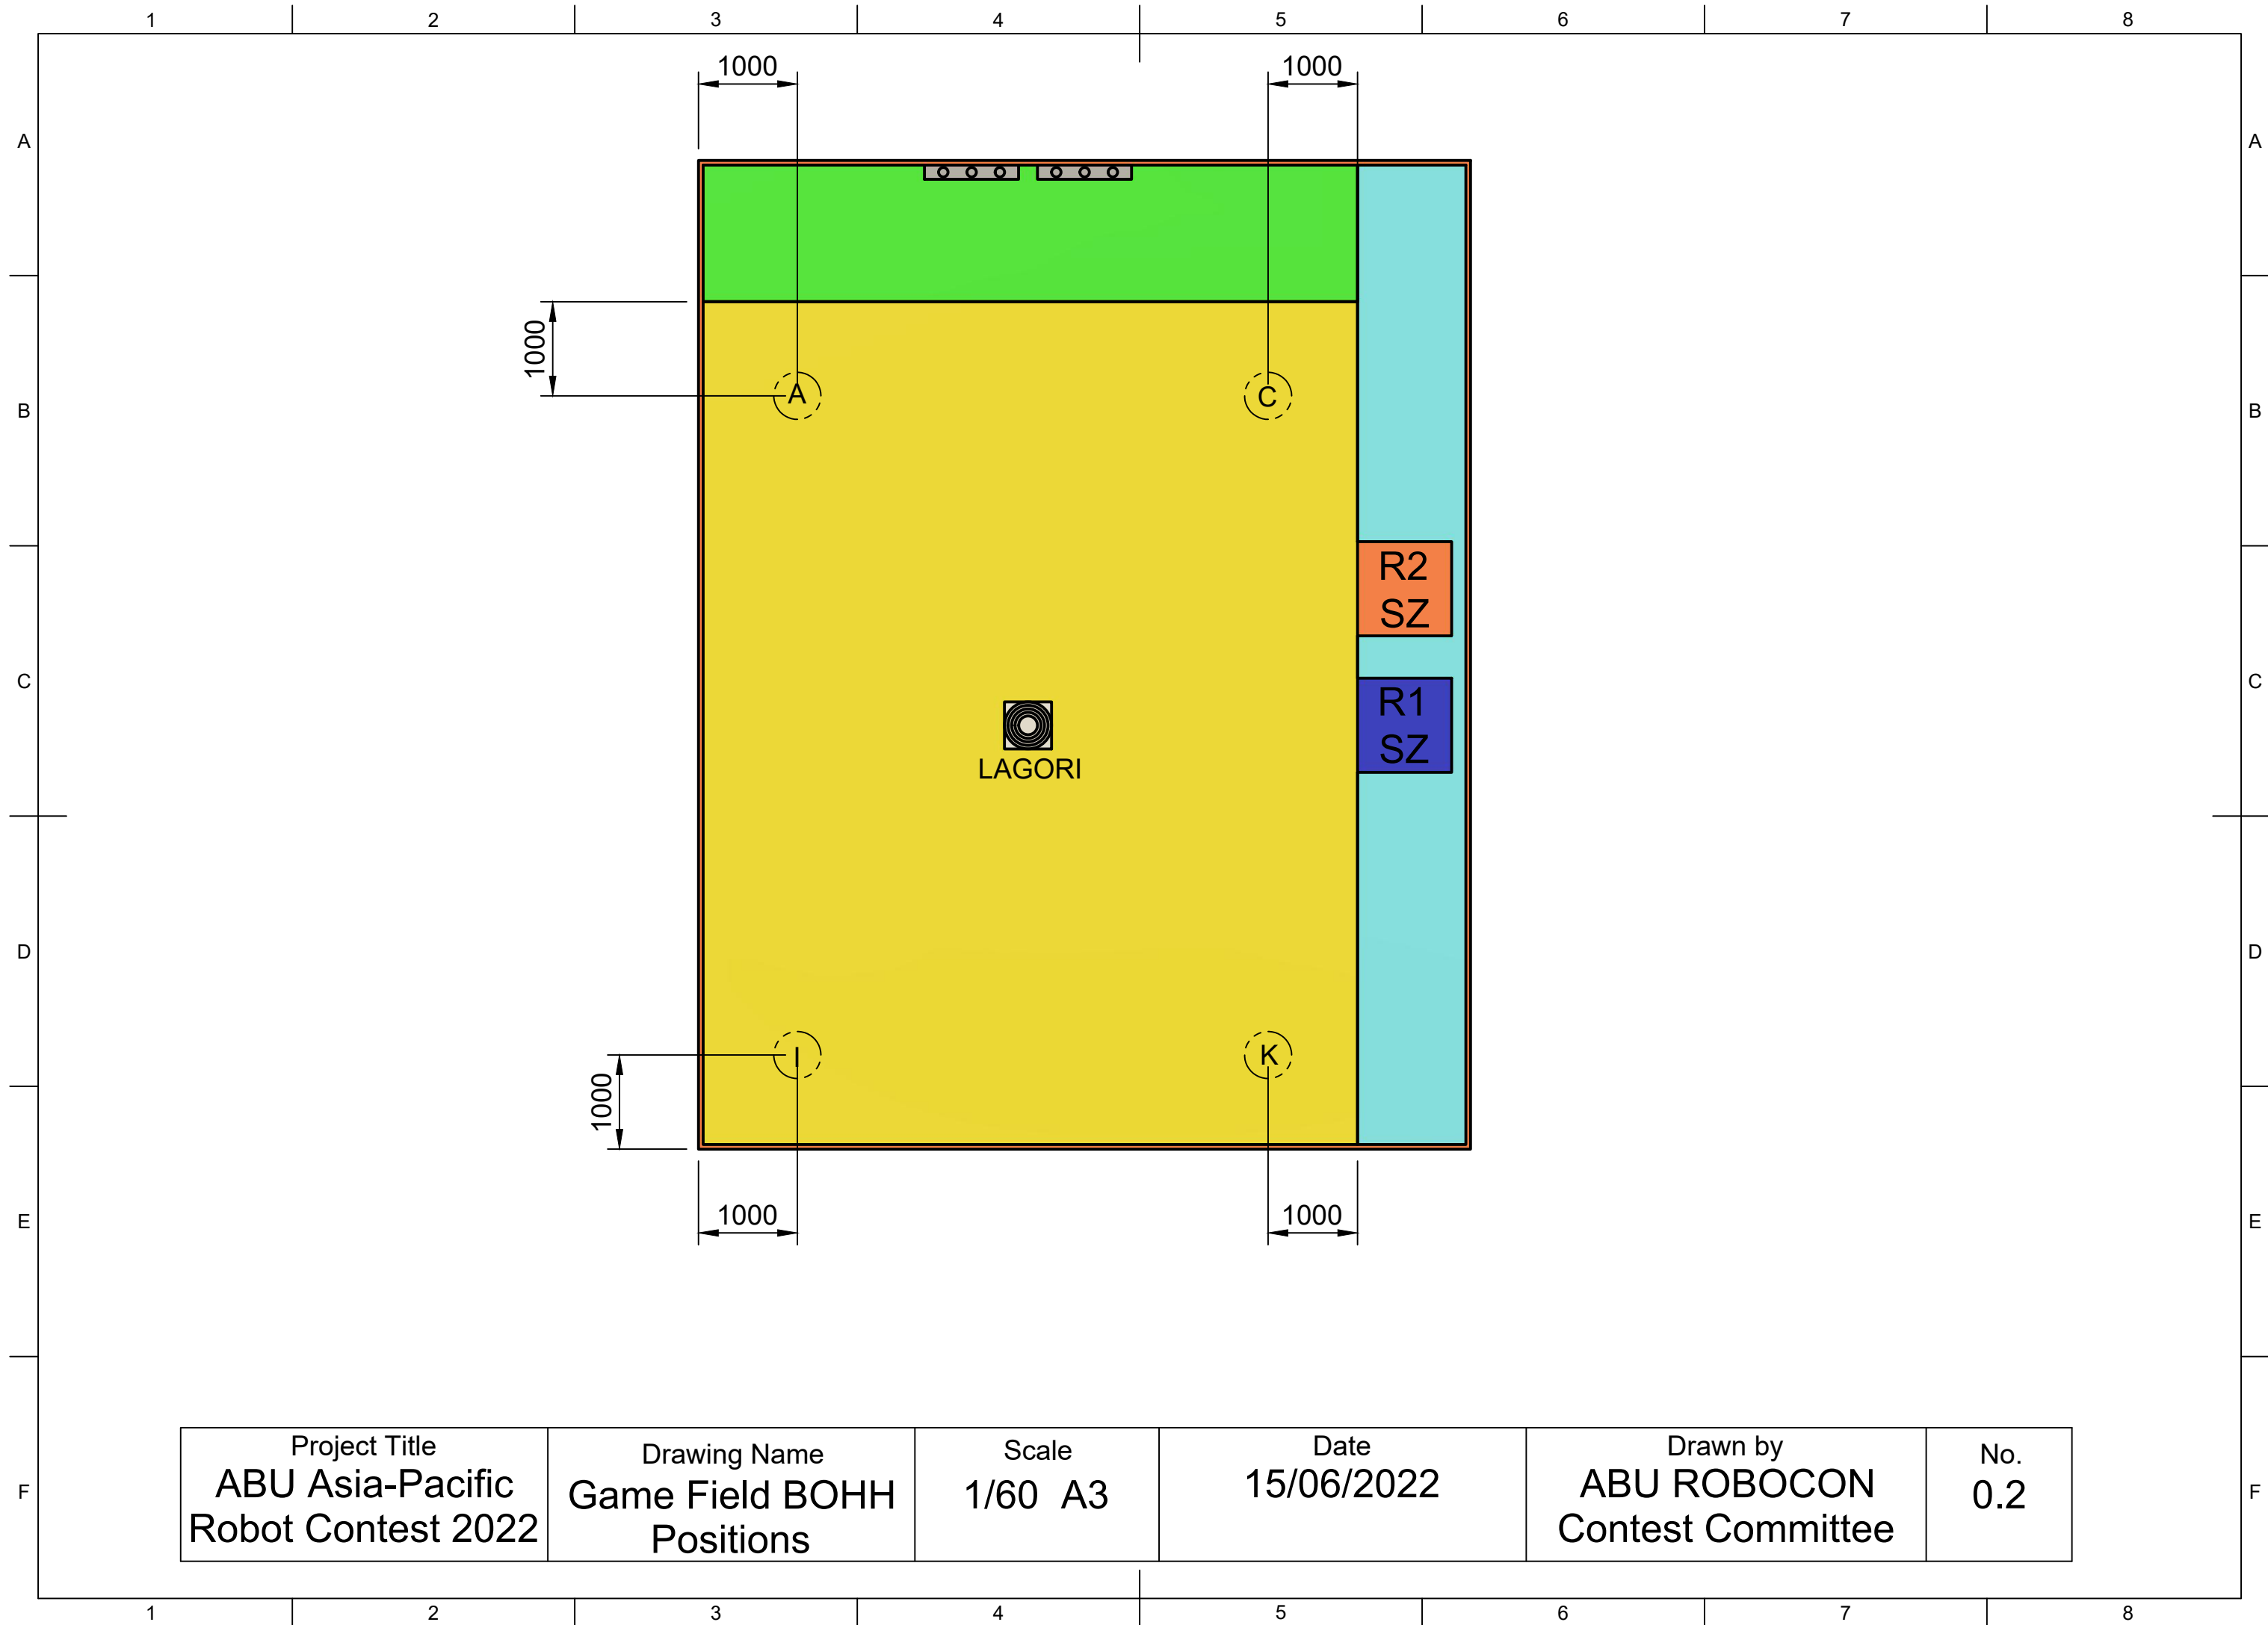 1 2 3 4 5 6 7 8
1000 1000
A A
1000
A C
B B
R2
SZ
C C
R1
SZ
LAGORI
D D
I K
1000
1000 1000
E E
Project Title
ABU Asia-Pacific
Robot Contest 2022
Drawing Name
Game Field BOHH
Positions
Scale
1/60 A3
Date
15/06/2022
Drawn by
ABU ROBOCON
Contest Committee
No.
0.2
F F
1 2 3 4 5 6 7 8